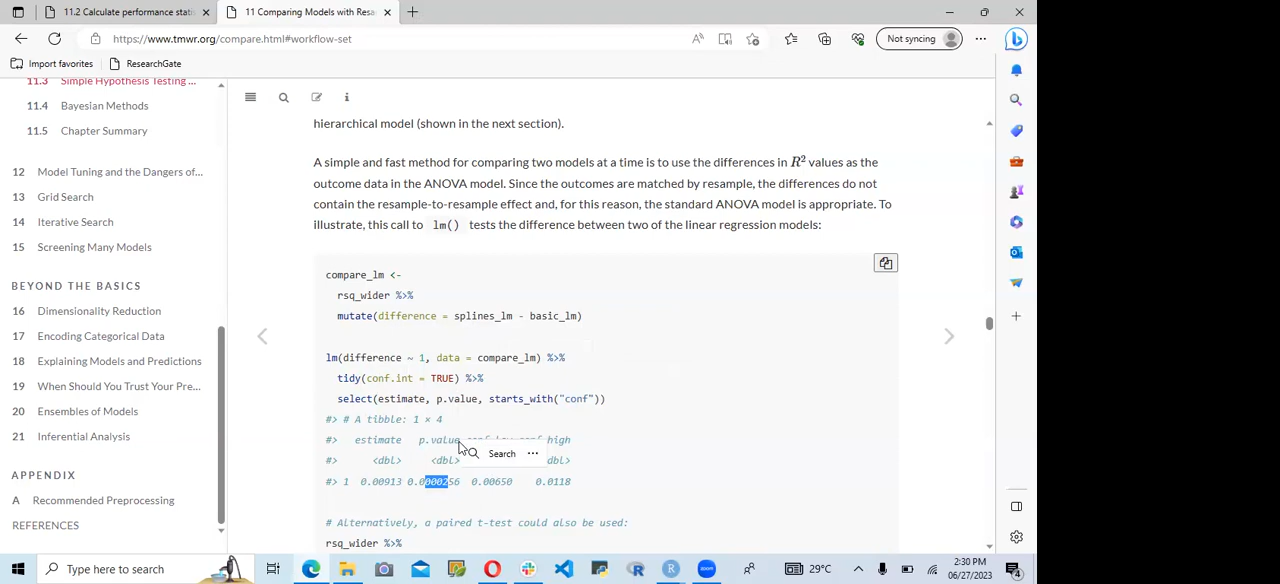 11.2 Calculate performance stati
11 Comparing Models with Resa
https://www.tmwr.org/compare.html#workflow-set
Not syncing
Import favorites
ResearchGate
11.3 Simple Hypothesis Testing ...
11.4 Bayesian Methods
11.5 Chapter Summary
12 Model Tuning and the Dangers of...
13 Grid Search
14 Iterative Search
15 Screening Many Models
BEYOND THE BASICS
16 Dimensionality Reduction
17 Encoding Categorical Data
18 Explaining Models and Predictions
19 When Should You Trust Your Pre...
20 Ensembles of Models
21 Inferential Analysis
APPENDIX
A Recommended Preprocessing
REFERENCES
hierarchical model (shown in the next section).
A simple and fast method for comparing two models at a time is to use the differences in R² values as the
outcome data in the ANOVA model. Since the outcomes are matched by resample, the differences do not
contain the resample-to-resample effect and, for this reason, the standard ANOVA model is appropriate. To
illustrate, this call to lm() tests the difference between two of the linear regression models:
compare_lm <-
rsq_wider %>%
mutate(difference = splines_lm - basic_lm)
lm(difference ~ 1, data = compare_lm) %>%
tidy(conf.int = TRUE) %>%
select(estimate, p.value, starts_with("conf"))
#> # A tibble: 1 × 4
#> estimate p.value conf.low conf.high
#> <dbl> <dbl> dbl>
Search ...
#> 1 0.00913 0.0000256 0.00650 0.0118
# Alternatively, a paired t-test could also be used:
rsq_wider %>%
Type here to search
29°C
2:30 PM
06/27/2023
4